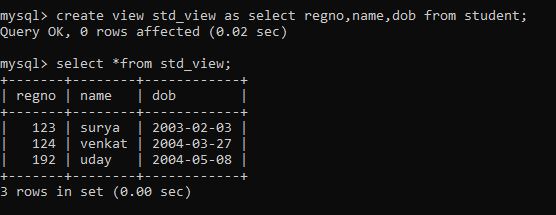 mysql> create view std_view as select regno,name,dob from student;
Query OK, 0 rows affected (0.02 sec)
mysql> select *from std_view;
+-------+--------+------------+
| regno | name   | dob        |
+-------+--------+------------+
|   123 | surya  | 2003-02-03 |
|   124 | venkat | 2004-03-27 |
|   192 | uday   | 2004-05-08 |
+-------+--------+------------+
3 rows in set (0.00 sec)